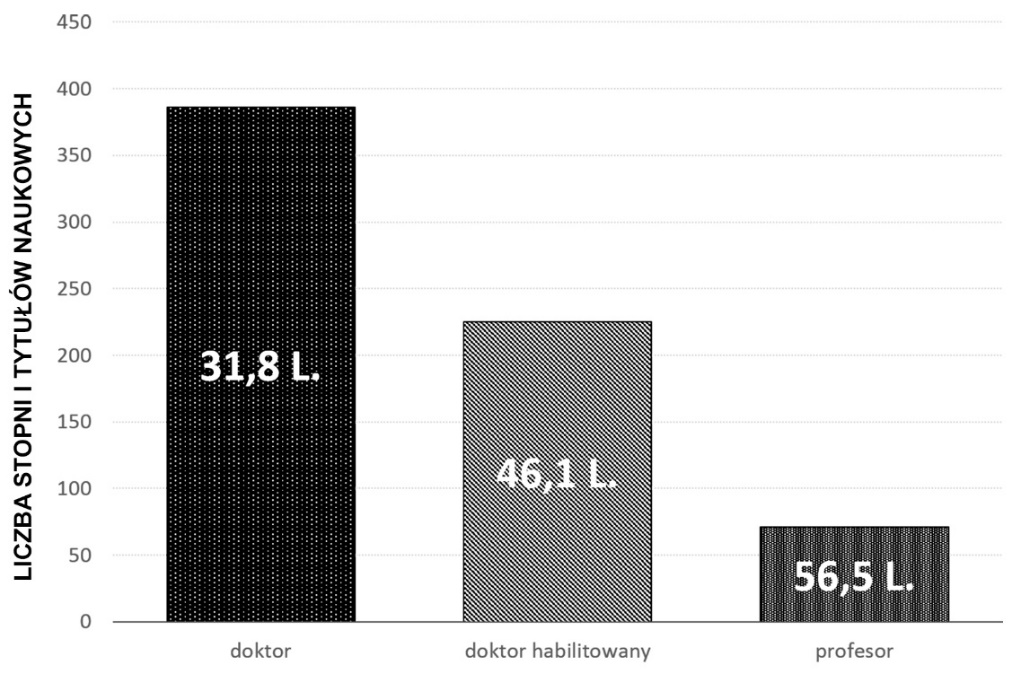 LICZBA STOPNI I TYTUŁÓW NAUKOWYCH
450
400
350
300
250
200
150
100
50
0
31,8 L.
46,1 L.
56,5 L.
doktor
doktor habilitowany
profesor